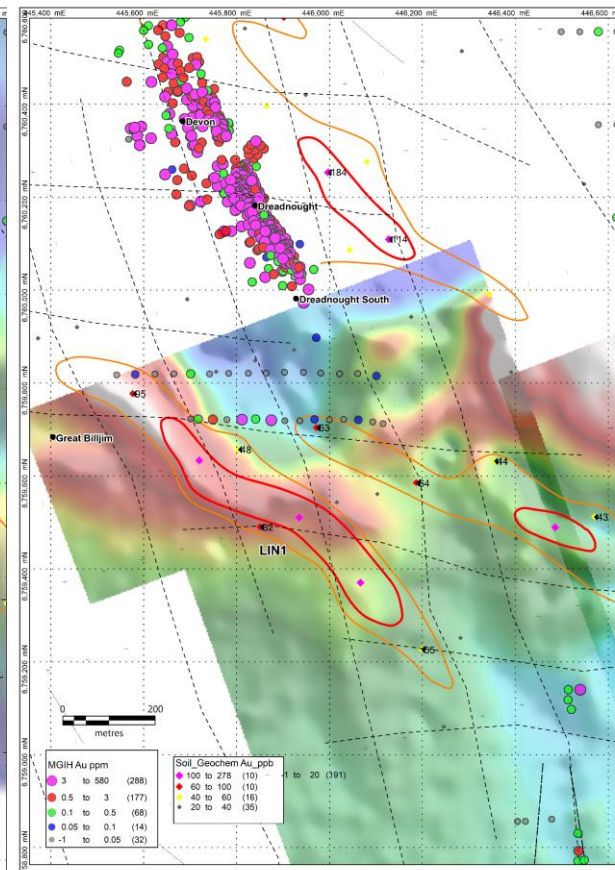 445,400 mE
445,600 mE
445,800 mE
446,000 mE
446,200 mE
446,400 mE
446,600 mE
6,760,400 mN
Devon
184
6,760,200 mN
Dreadnought
114
6,760,000 mN
Dreadnought South
6,759,800 mN
95
63
Great Billjim
48
44
6,759,600 mN
64
43
62
LIN1
6,759,400 mN
55
6,759,200 mN
0 200
metres
6,759,000 mN
MGIH Au ppm
3 to 580 (288)
0.5 to 3 (177)
0.1 to 0.5 (68)
0.05 to 0.1 (14)
-1 to 0.05 (32)
Soil_Geochem Au_ppb
100 to 278 (10)
60 to 100 (10)
40 to 60 (16)
20 to 40 (35)
-1 to 20 (391)